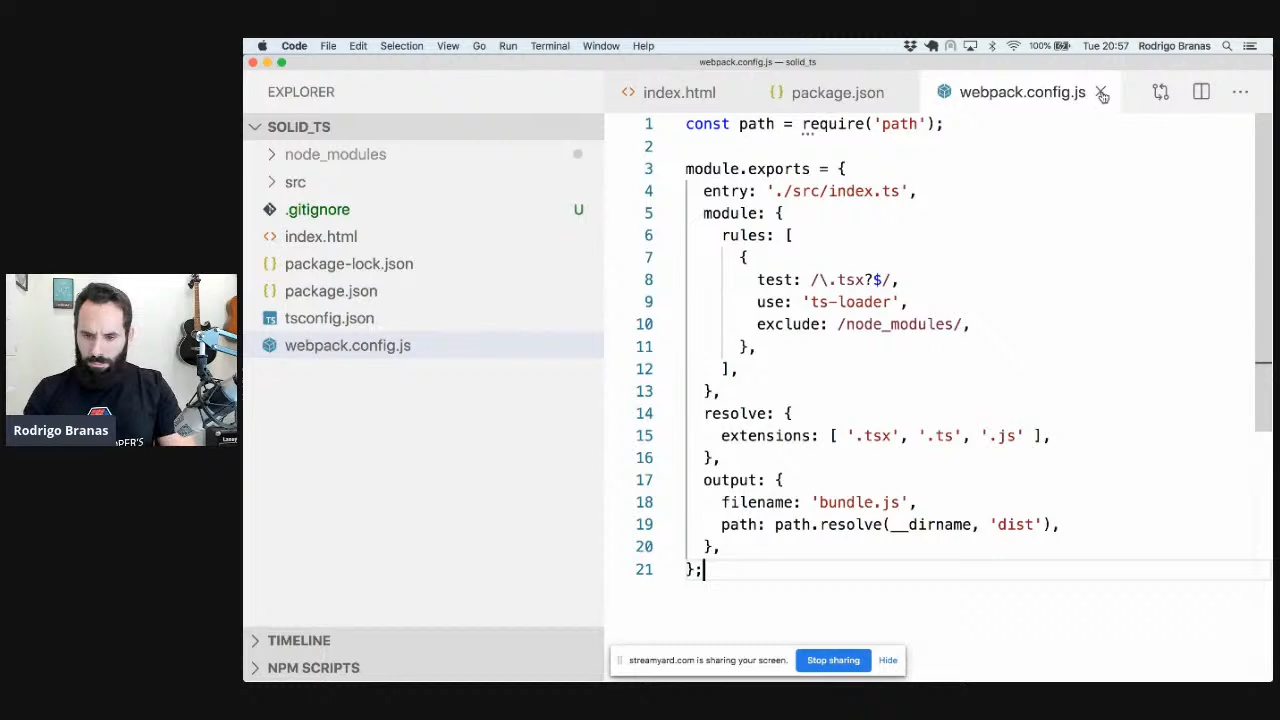 Code File Edit Selection View Go Run Terminal Window Help 100% Tue 20:57 Rodrigo Branas
webpack.config.js — solid_ts
EXPLORER
index.html
package.json
webpack.config.js
SOLID_TS
node_modules
src
.gitignore U
index.html
package-lock.json
package.json
TS tsconfig.json
webpack.config.js
TIMELINE
NPM SCRIPTS
1 const path = require('path');
2
3 module.exports = {
4 entry: './src/index.ts',
5 module: {
6 rules: [
7 {
8 test: /\.tsx?$/,
9 use: 'ts-loader',
10 exclude: /node_modules/,
11 },
12 ],
13 },
14 resolve: {
15 extensions: [ '.tsx', '.ts', '.js' ],
16 },
17 output: {
18 filename: 'bundle.js',
19 path: path.resolve(__dirname, 'dist'),
20 },
21 };
streamyard.com is sharing your screen. Stop sharing Hide
Rodrigo Branas